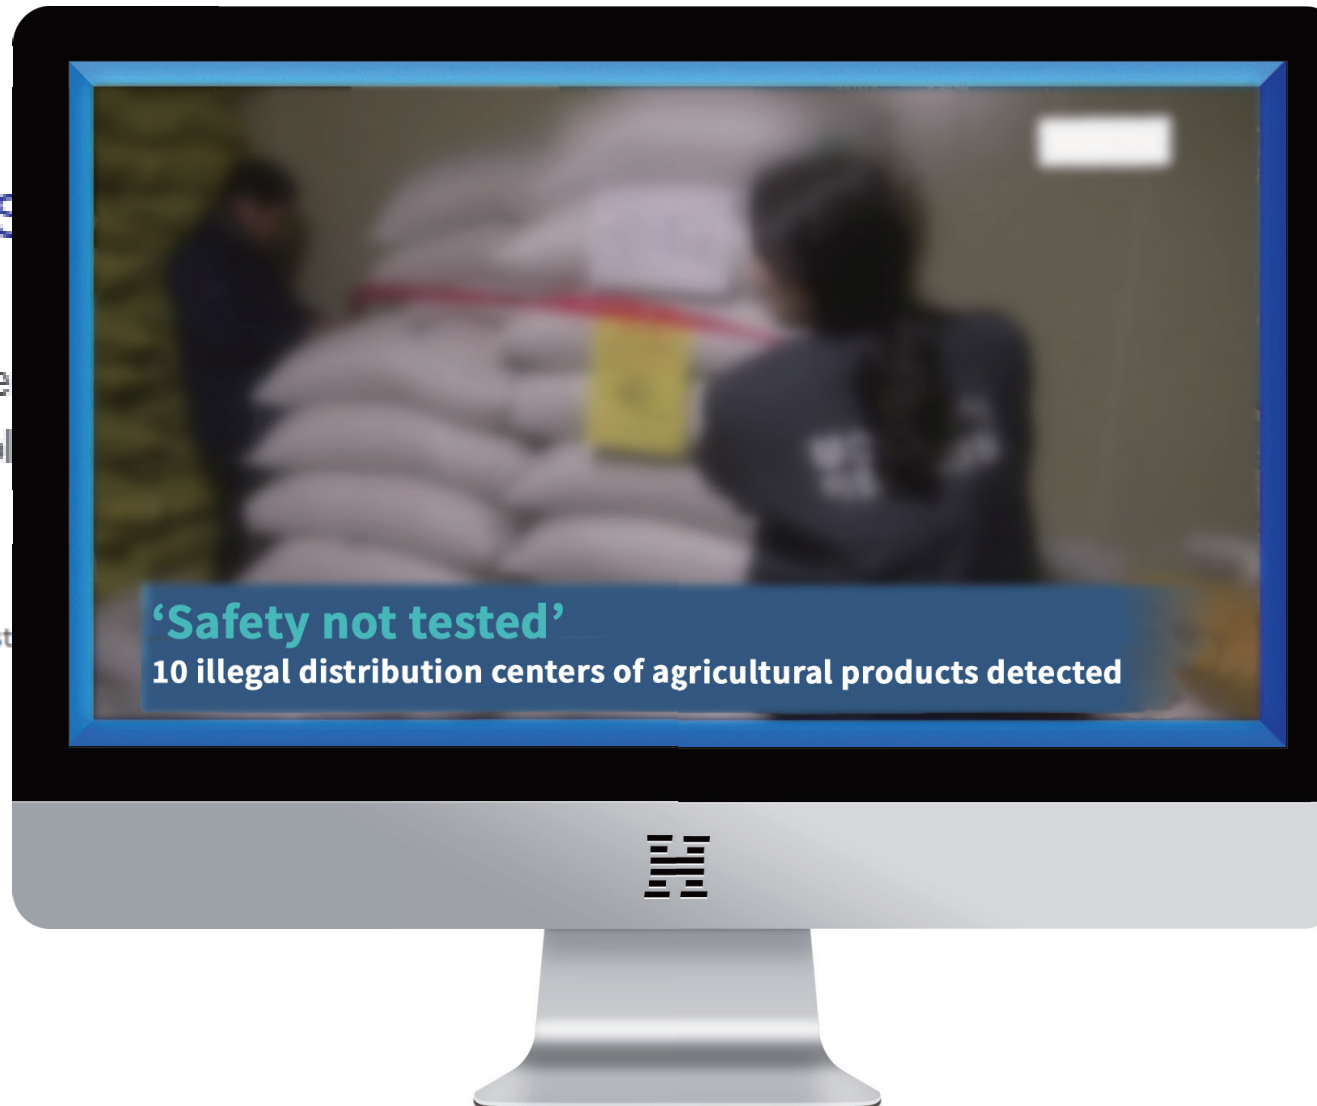 ‘Safety not tested’
10 illegal distribution centers of agricultural products detected